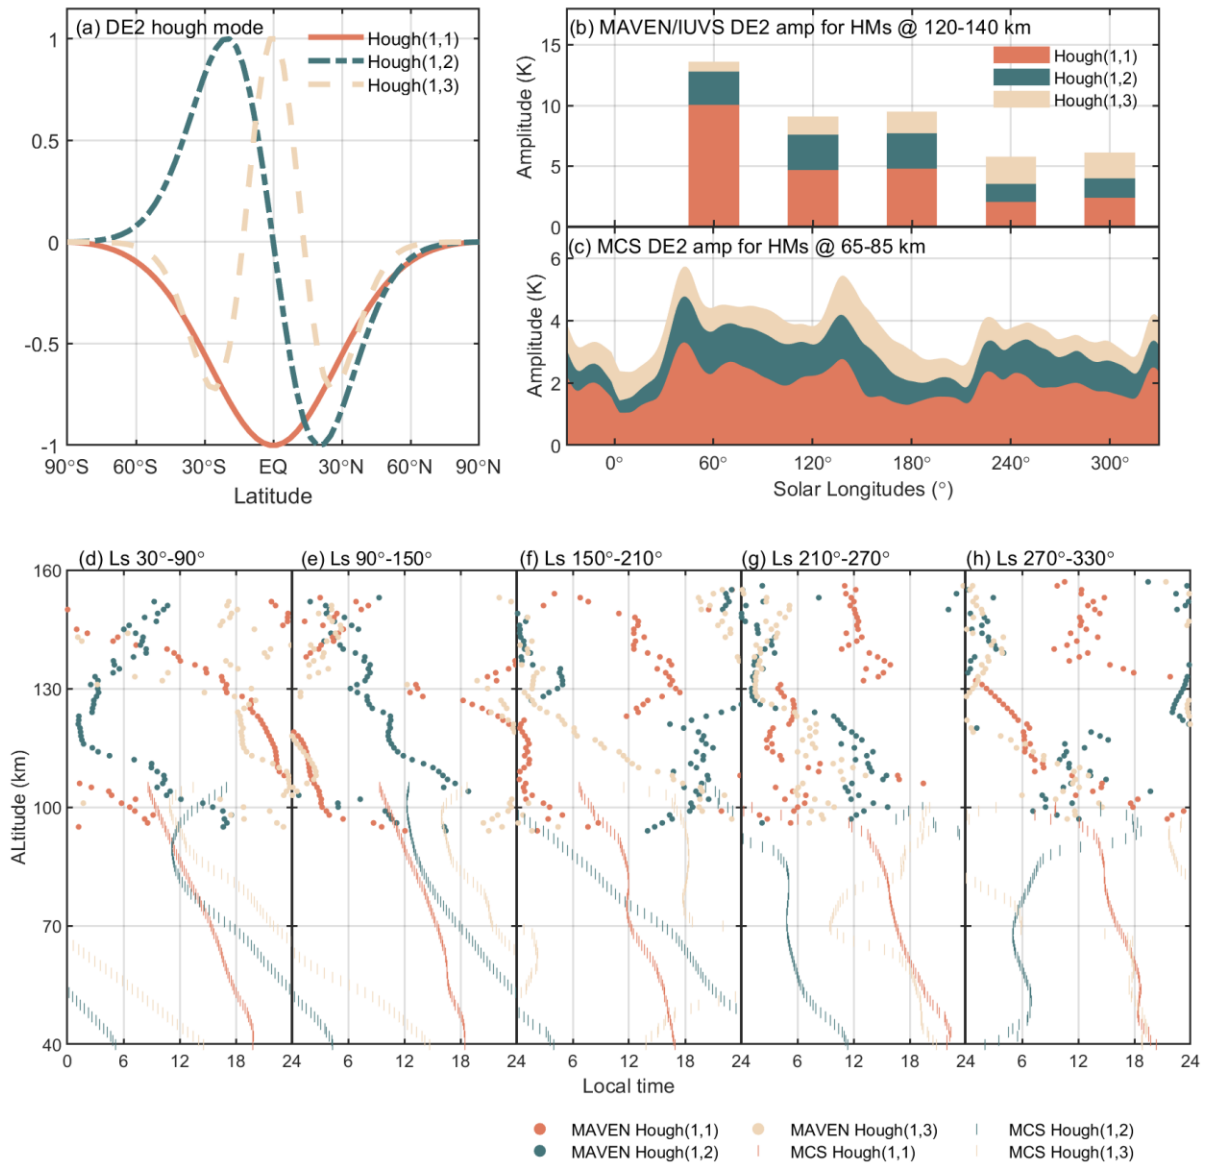 (a) DE2 hough mode
Hough(1,1)
Hough(1,2)
Hough(1,3)
1
0.5
0
-0.5
-1
90°S
60°S
30°S
EQ
30°N
60°N
90°N
Latitude
(b) MAVEN/IUVS DE2 amp for HMs @ 120-140 km
Hough(1,1)
Hough(1,2)
Hough(1,3)
Amplitude (K)
15
10
5
0
(c) MCS DE2 amp for HMs @ 65-85 km
Amplitude (K)
6
4
2
0
0°
60°
120°
180°
240°
300°
Solar Longitudes (°)
(d) Ls 30°-90°
(e) Ls 90°-150°
(f) Ls 150°-210°
(g) Ls 210°-270°
(h) Ls 270°-330°
ALtitude (km)
160
130
100
70
40
0 6 12 18 24 6 12 18 24 6 12 18 24 6 12 18 24 6 12 18 24
Local time
MAVEN Hough(1,1)
MAVEN Hough(1,3)
MCS Hough(1,2)
MAVEN Hough(1,2)
MCS Hough(1,1)
MCS Hough(1,3)